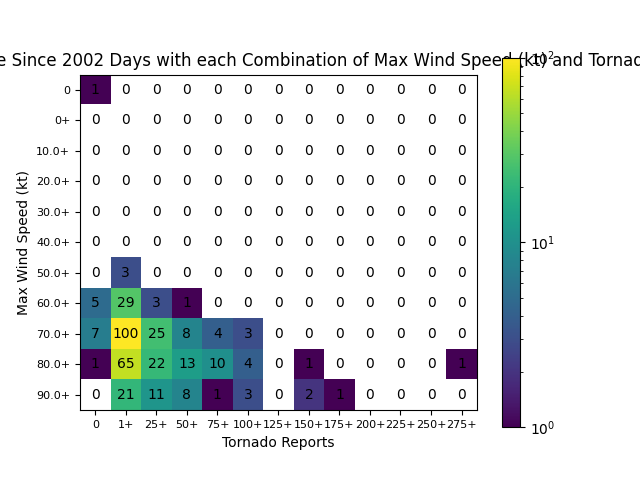 e Since 2002 Days with each Combination of Max Wind Speed (kt) and Tornad
0 1 0 0 0 0 0 0 0 0 0 0 0 0
0+ 0 0 0 0 0 0 0 0 0 0 0 0 0
10.0+ 0 0 0 0 0 0 0 0 0 0 0 0 0
20.0+ 0 0 0 0 0 0 0 0 0 0 0 0 0
30.0+ 0 0 0 0 0 0 0 0 0 0 0 0 0
40.0+ 0 0 0 0 0 0 0 0 0 0 0 0 0
50.0+ 0 3 0 0 0 0 0 0 0 0 0 0 0
60.0+ 5 29 3 1 0 0 0 0 0 0 0 0 0
70.0+ 7 100 25 8 4 3 0 0 0 0 0 0 0
80.0+ 1 65 22 13 10 4 0 1 0 0 0 0 1
90.0+ 0 21 11 8 1 3 0 2 1 0 0 0 0
0 1+ 25+ 50+ 75+ 100+ 125+ 150+ 175+ 200+ 225+ 250+ 275+
Tornado Reports
Max Wind Speed (kt)
10²
10¹
10⁰